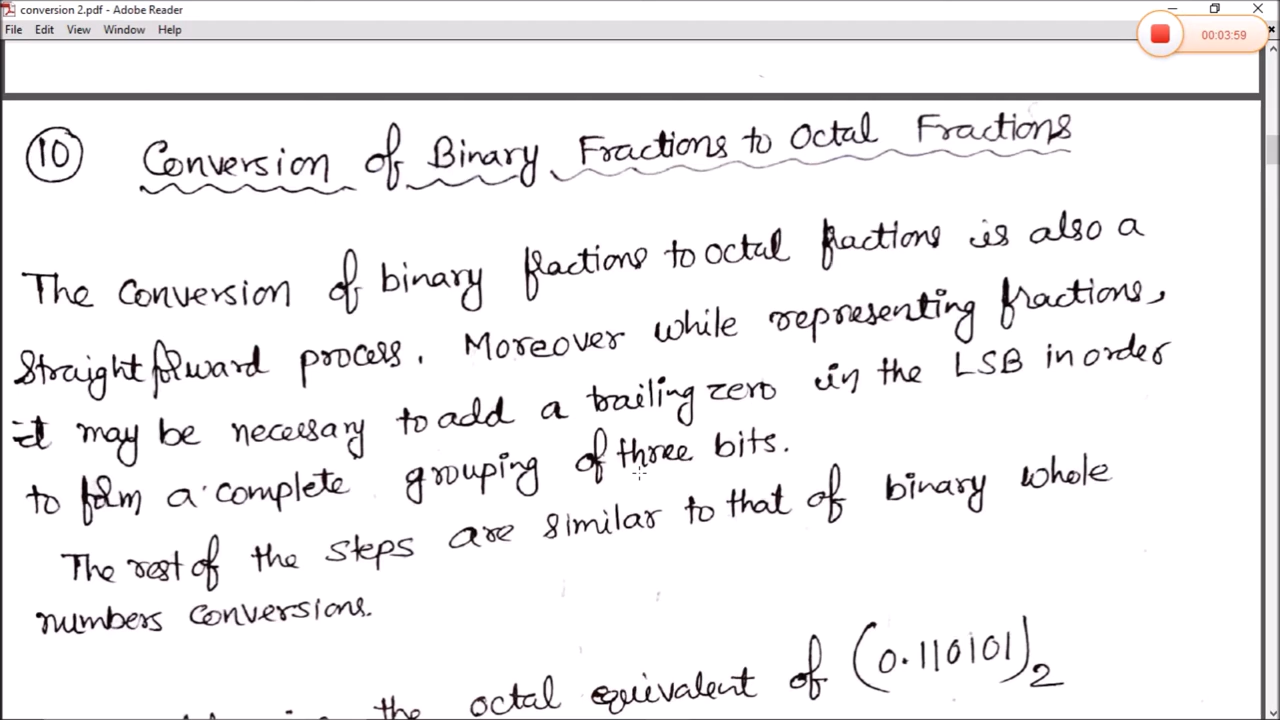 conversion 2.pdf - Adobe Reader
File Edit View Window Help
00:03:59
10 Conversion of Binary Fractions to Octal Fractions
The conversion of binary fractions to octal fractions is also a
straightforward process. Moreover while representing fractions,
it may be necessary to add a trailing zero in the LSB in order
to form a complete grouping of three bits.
The rest of the steps are similar to that of binary whole
numbers conversions.
the octal equivalent of (0.110101)2